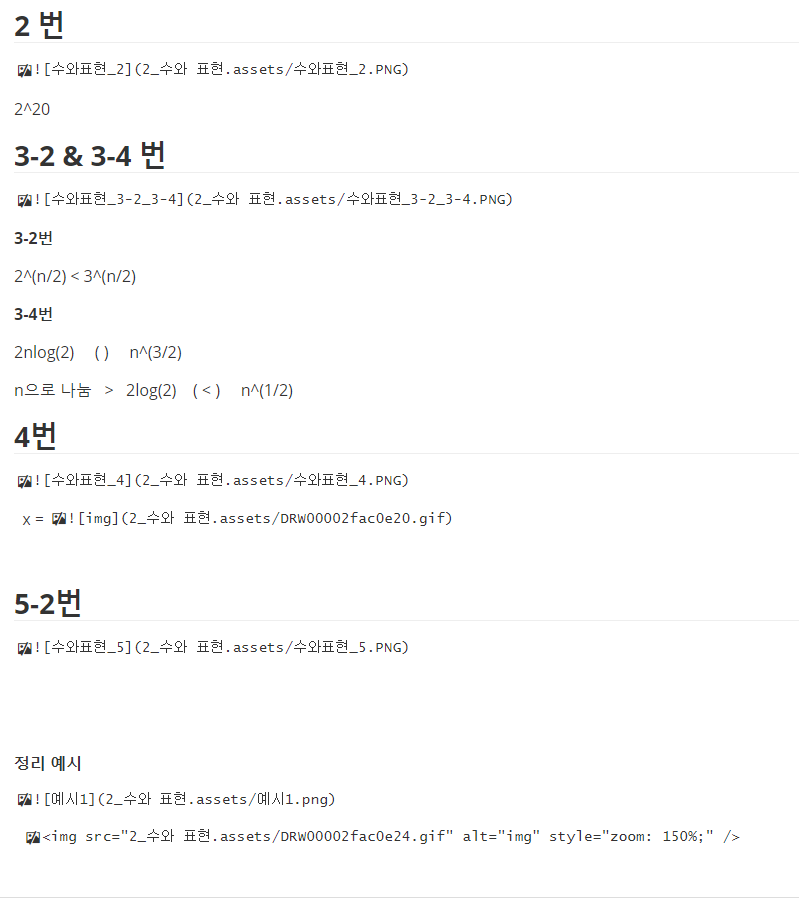 2 번
![수와표현_2](2_수와 표현.assets/수와표현_2.PNG)
2^20
3-2 & 3-4 번
![수와표현_3-2_3-4](2_수와 표현.assets/수와표현_3-2_3-4.PNG)
3-2번
2^(n/2) < 3^(n/2)
3-4번
2nlog(2) ( ) n^(3/2)
n으로 나눔 > 2log(2) ( < ) n^(1/2)
4번
![수와표현_4](2_수와 표현.assets/수와표현_4.PNG)
x = ![img](2_수와 표현.assets/DRW00002fac0e20.gif)
5-2번
![수와표현_5](2_수와 표현.assets/수와표현_5.PNG)
정리 예시
![예시1](2_수와 표현.assets/예시1.png)
<img src="2_수와 표현.assets/DRW00002fac0e24.gif" alt="img" style="zoom: 150%;" />